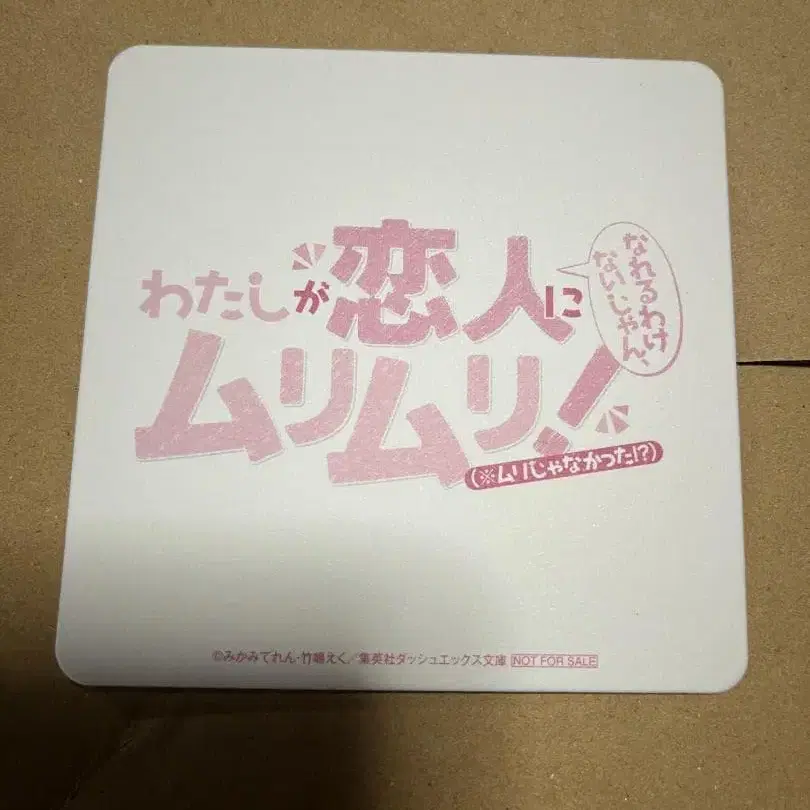 わたしが恋人に
なれるわけ
ないじゃん、
ムリムリ!
(※ムリじゃなかった!?)
©みかみてれん・竹嶋えく/集英社ダッシュエックス文庫 NOT FOR SALE